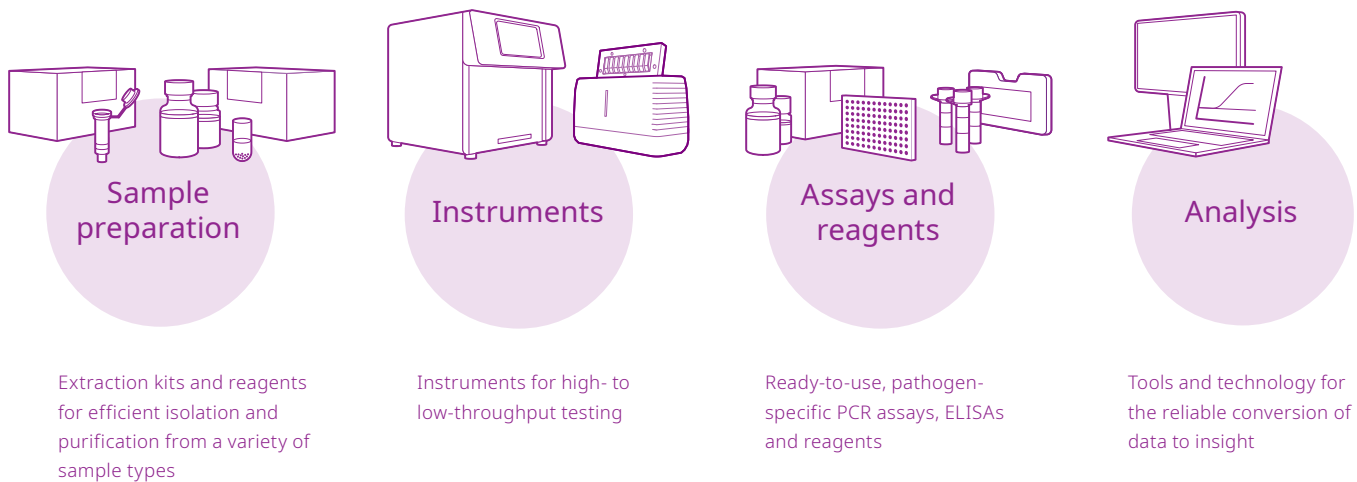 Sample
preparation
Instruments
Assays and
reagents
Analysis
Extraction kits and reagents
for efficient isolation and
purification from a variety of
sample types
Instruments for high- to
low-throughput testing
Ready-to-use, pathogen-
specific PCR assays, ELISAs
and reagents
Tools and technology for
the reliable conversion of
data to insight